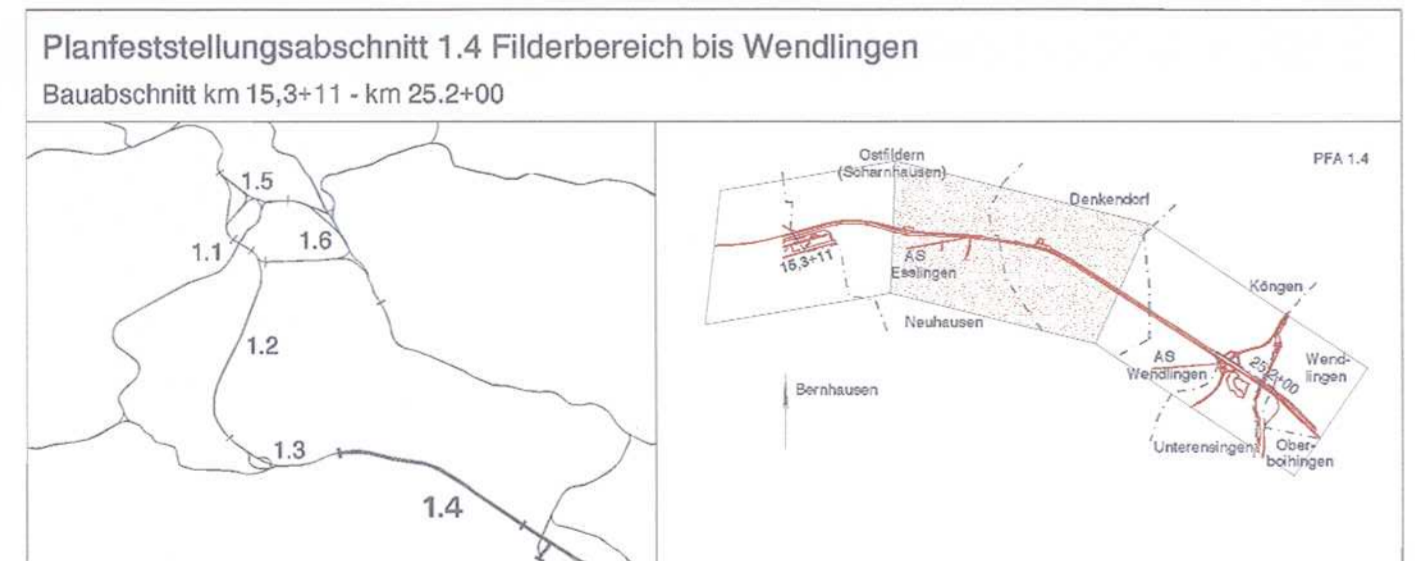 Planfeststellungsabschnitt 1.4 Filderbereich bis Wendlingen
Bauabschnitt km 15,3+11 - km 25.2+00
1.5
1.6
1.1
1.2
1.3
1.4
PFA 1.4
Ostfildern
(Scharnhausen)
Denkendorf
15,3+11
AS
Esslingen
Neuhausen
Köngen
Bernhausen
AS
Wendlingen
25,2+00
Wend-
lingen
Unterensingen
Ober-
boihingen